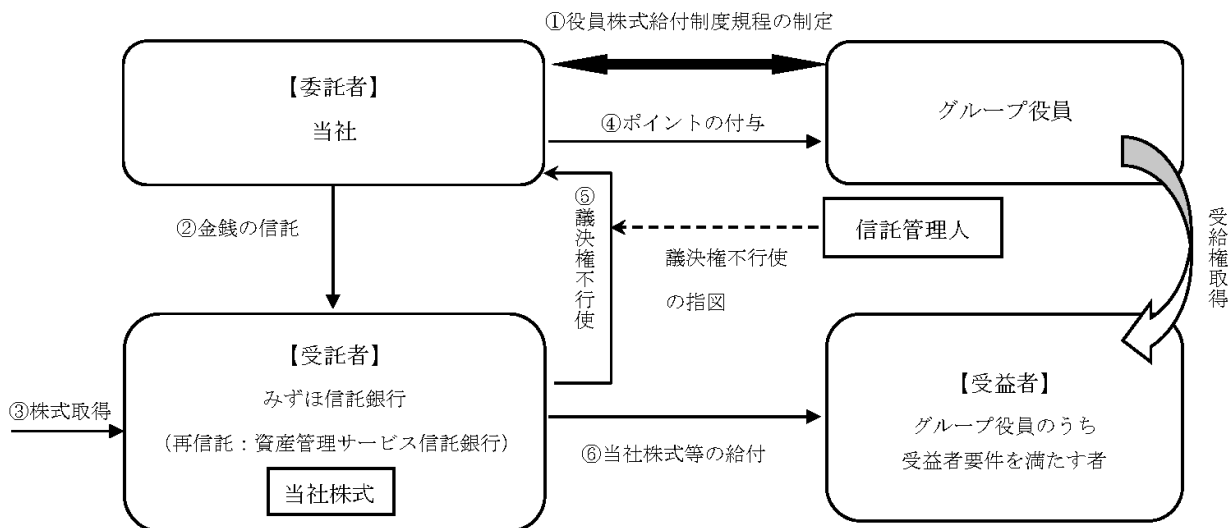 ①役員株式給付制度規程の制定
【委託者】
当社
グループ役員
④ポイントの付与
②金銭の信託
⑤議決権不行使
信託管理人
議決権不行使
の指図
受給権取得
【受託者】
みずほ信託銀行
(再信託:資産管理サービス信託銀行)
当社株式
③株式取得
⑥当社株式等の給付
【受益者】
グループ役員のうち
受益者要件を満たす者